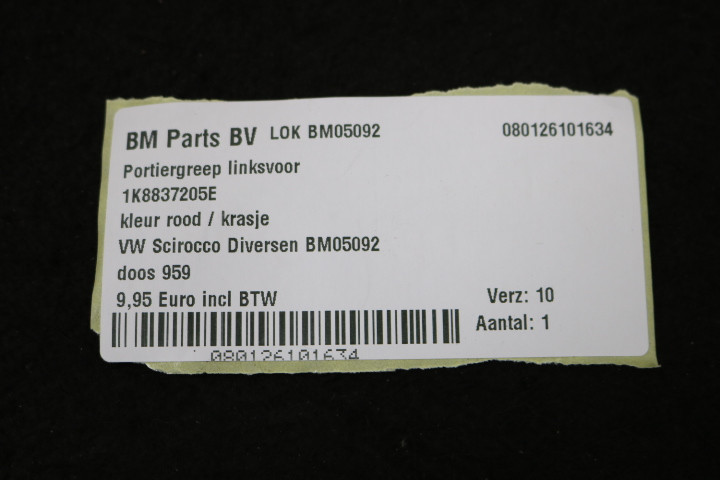 BM Parts BV LOK BM05092 080126101634
Portiergreep linksvoor
1K8837205E
kleur rood / krasje
VW Scirocco Diversen BM05092
doos 959
9,95 Euro incl BTW Verz: 10
Aantal: 1
080126101634